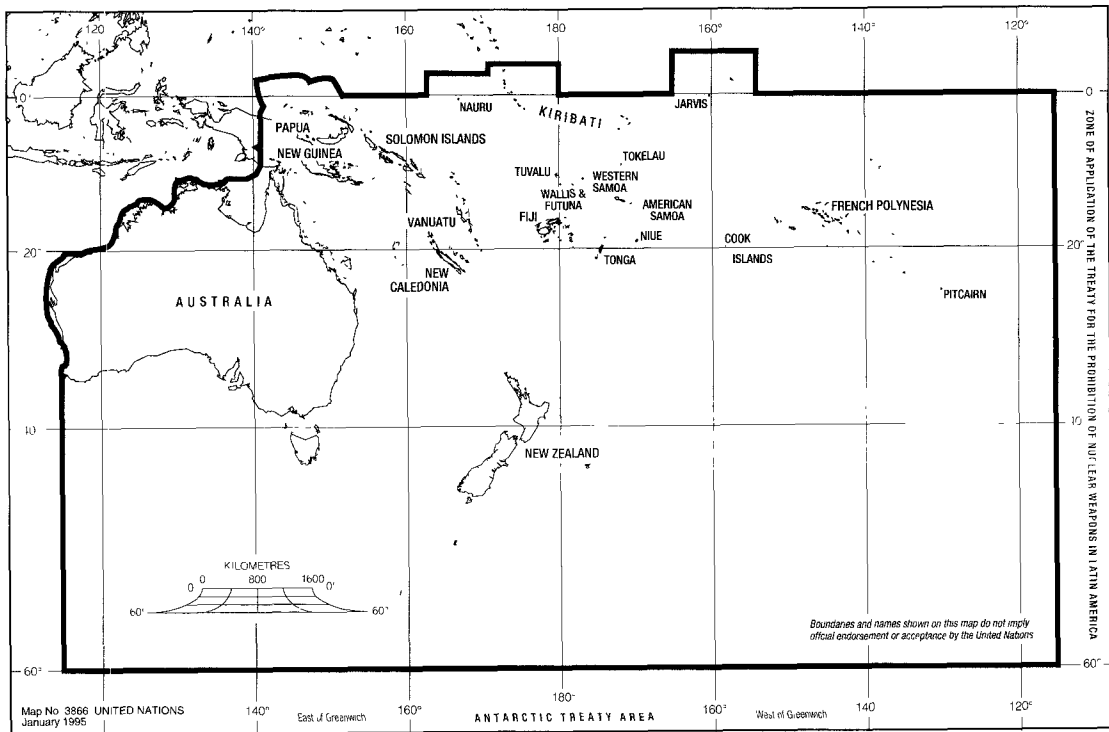 120
140°
160
180
160°
140
120°
0
NAURU
KIRIBATI
JARVIS
0
PAPUA
NEW GUINEA
SOLOMON ISLANDS
TOKELAU
TUVALU
WESTERN
SAMOA
WALLIS &
FUTUNA
AMERICAN
SAMOA
FIJI
VANUATU
FRENCH POLYNESIA
NIUE
COOK
ISLANDS
20°
TONGA
20°
NEW
CALEDONIA
AUSTRALIA
PITCAIRN
NEW ZEALAND
KILOMETRES
0 800 1600
0 0'
60' 60°
Boundanes and names shown on this map do not imply
official endorsement or acceptance by the United Nations
60°
60°
Map No 3866 UNITED NATIONS
January 1995
140°
East of Greenwich
160°
180°
ANTARCTIC TREATY AREA
160°
West of Greenwich
140
120°
ZONE OF APPLICATION OF THE TREATY FOR THE PROHIBITION OF NUCLEAR WEAPONS IN LATIN AMERICA